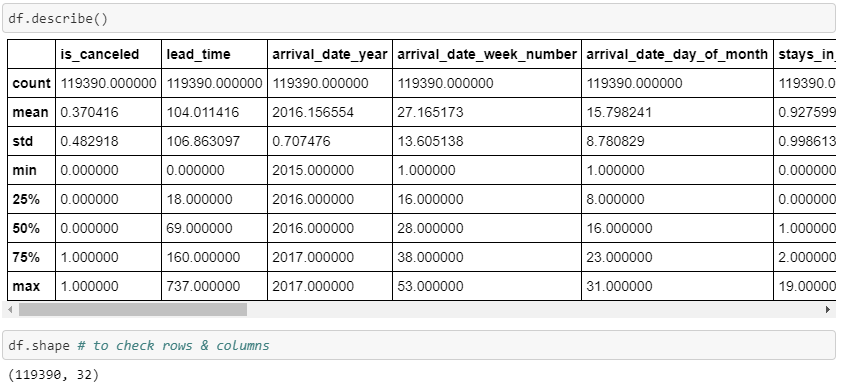 df.describe()
is_canceled lead_time arrival_date_year arrival_date_week_number arrival_date_day_of_month stays_in_
count 119390.000000 119390.000000 119390.000000 119390.000000 119390.000000 119390.0
mean 0.370416 104.011416 2016.156554 27.165173 15.798241 0.927599
std 0.482918 106.863097 0.707476 13.605138 8.780829 0.998613
min 0.000000 0.000000 2015.000000 1.000000 1.000000 0.000000
25% 0.000000 18.000000 2016.000000 16.000000 8.000000 0.000000
50% 0.000000 69.000000 2016.000000 28.000000 16.000000 1.000000
75% 1.000000 160.000000 2017.000000 38.000000 23.000000 2.000000
max 1.000000 737.000000 2017.000000 53.000000 31.000000 19.00000
df.shape # to check rows & columns
(119390, 32)